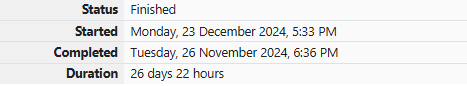 Status Finished
Started Monday, 23 December 2024, 5:33 PM
Completed Tuesday, 26 November 2024, 6:36 PM
Duration 26 days 22 hours